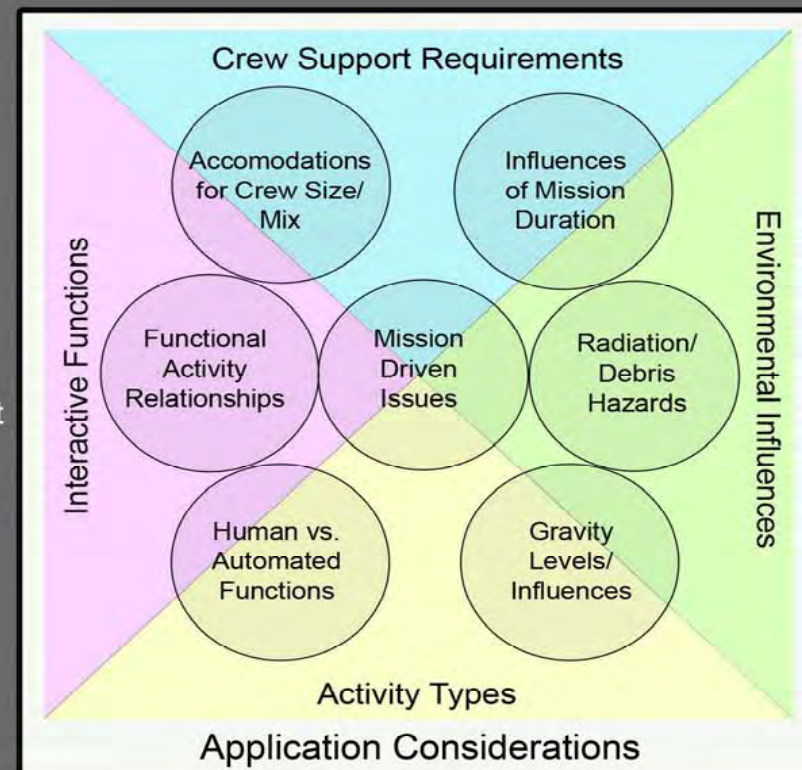 Crew Support Requirements
Accomodations
for Crew Size/
Mix
Influences
of Mission
Duration
Interactive Functions
Environmental Influences
Functional
Activity
Relationships
Mission
Driven
Issues
Radiation/
Debris
Hazards
Human vs.
Automated
Functions
Gravity
Levels/
Influences
Activity Types
Application Considerations